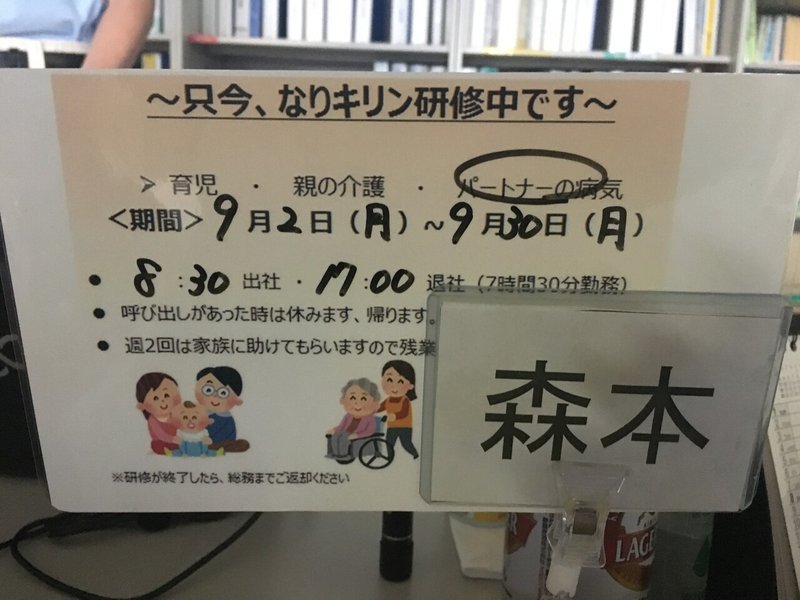 ～只今、なりキリン研修中です～
➢ 育児 ・ 親の介護 ・ パートナーの病気
＜期間＞9月2日（月）～9月30日（月）
● 8:30 出社・17:00 退社（7時間30分勤務）
● 呼び出しがあった時は休みます、帰ります。
● 週2回は家族に助けてもらいますので残業
森本
※研修が終了したら、総務までご返却ください
LAGE